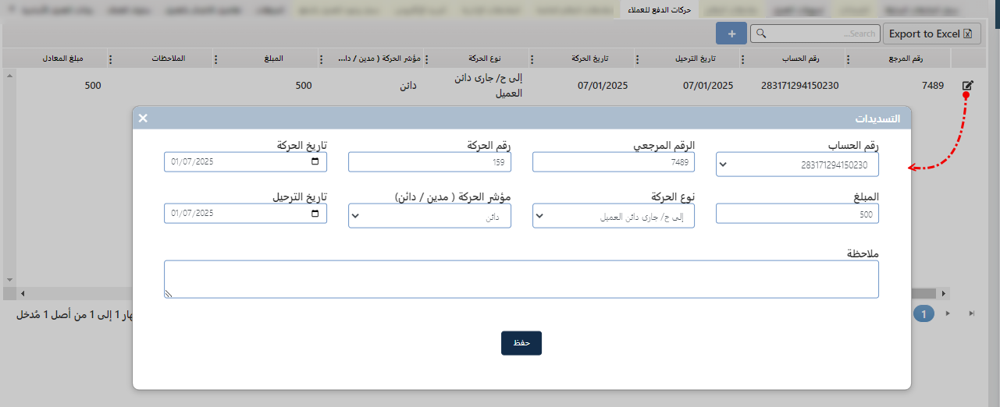 حركات الدفع للعملاء
Export to Excel
Search...
+
رقم المرجع
رقم الحساب
تاريخ الترحيل
تاريخ الحركة
نوع الحركة
مؤشر الحركة ( مدين / دا...
المبلغ
الملاحظات
مبلغ المعادل
7489
283171294150230
07/01/2025
07/01/2025
إلى ح/ جارى دائن
العميل
دائن
500
500
التسديدات
رقم الحساب
الرقم المرجعي
رقم الحركة
تاريخ الحركة
283171294150230
7489
159
01/07/2025
المبلغ
نوع الحركة
مؤشر الحركة ( مدين / دائن)
تاريخ الترحيل
500
إلى ح/ جارى دائن العميل
دائن
01/07/2025
ملاحظة
حفظ
1
1 إلى 1 من أصل 1 مُدخل